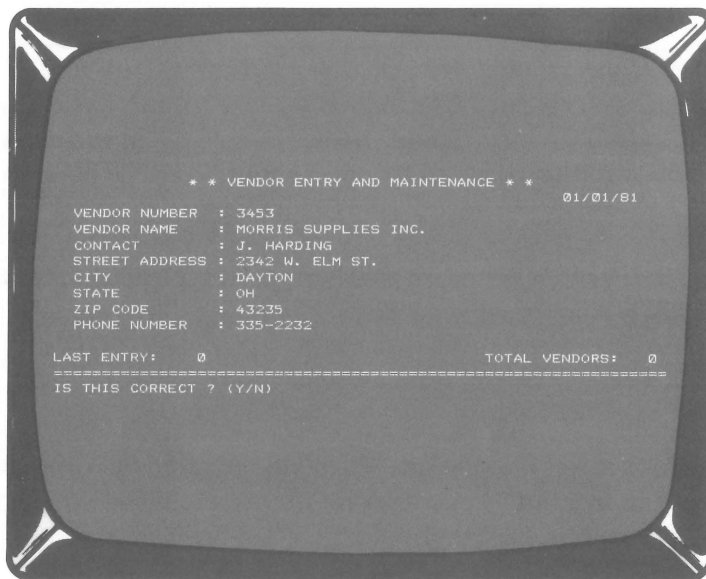 * * VENDOR ENTRY AND MAINTENANCE * *
01/01/81
VENDOR NUMBER : 3453
VENDOR NAME : MORRIS SUPPLIES INC.
CONTACT : J. HARDING
STREET ADDRESS : 2342 W. ELM ST.
CITY : DAYTON
STATE : OH
ZIP CODE : 43235
PHONE NUMBER : 335-2232
LAST ENTRY: 0 TOTAL VENDORS: 0
================================================================
IS THIS CORRECT ? (Y/N)